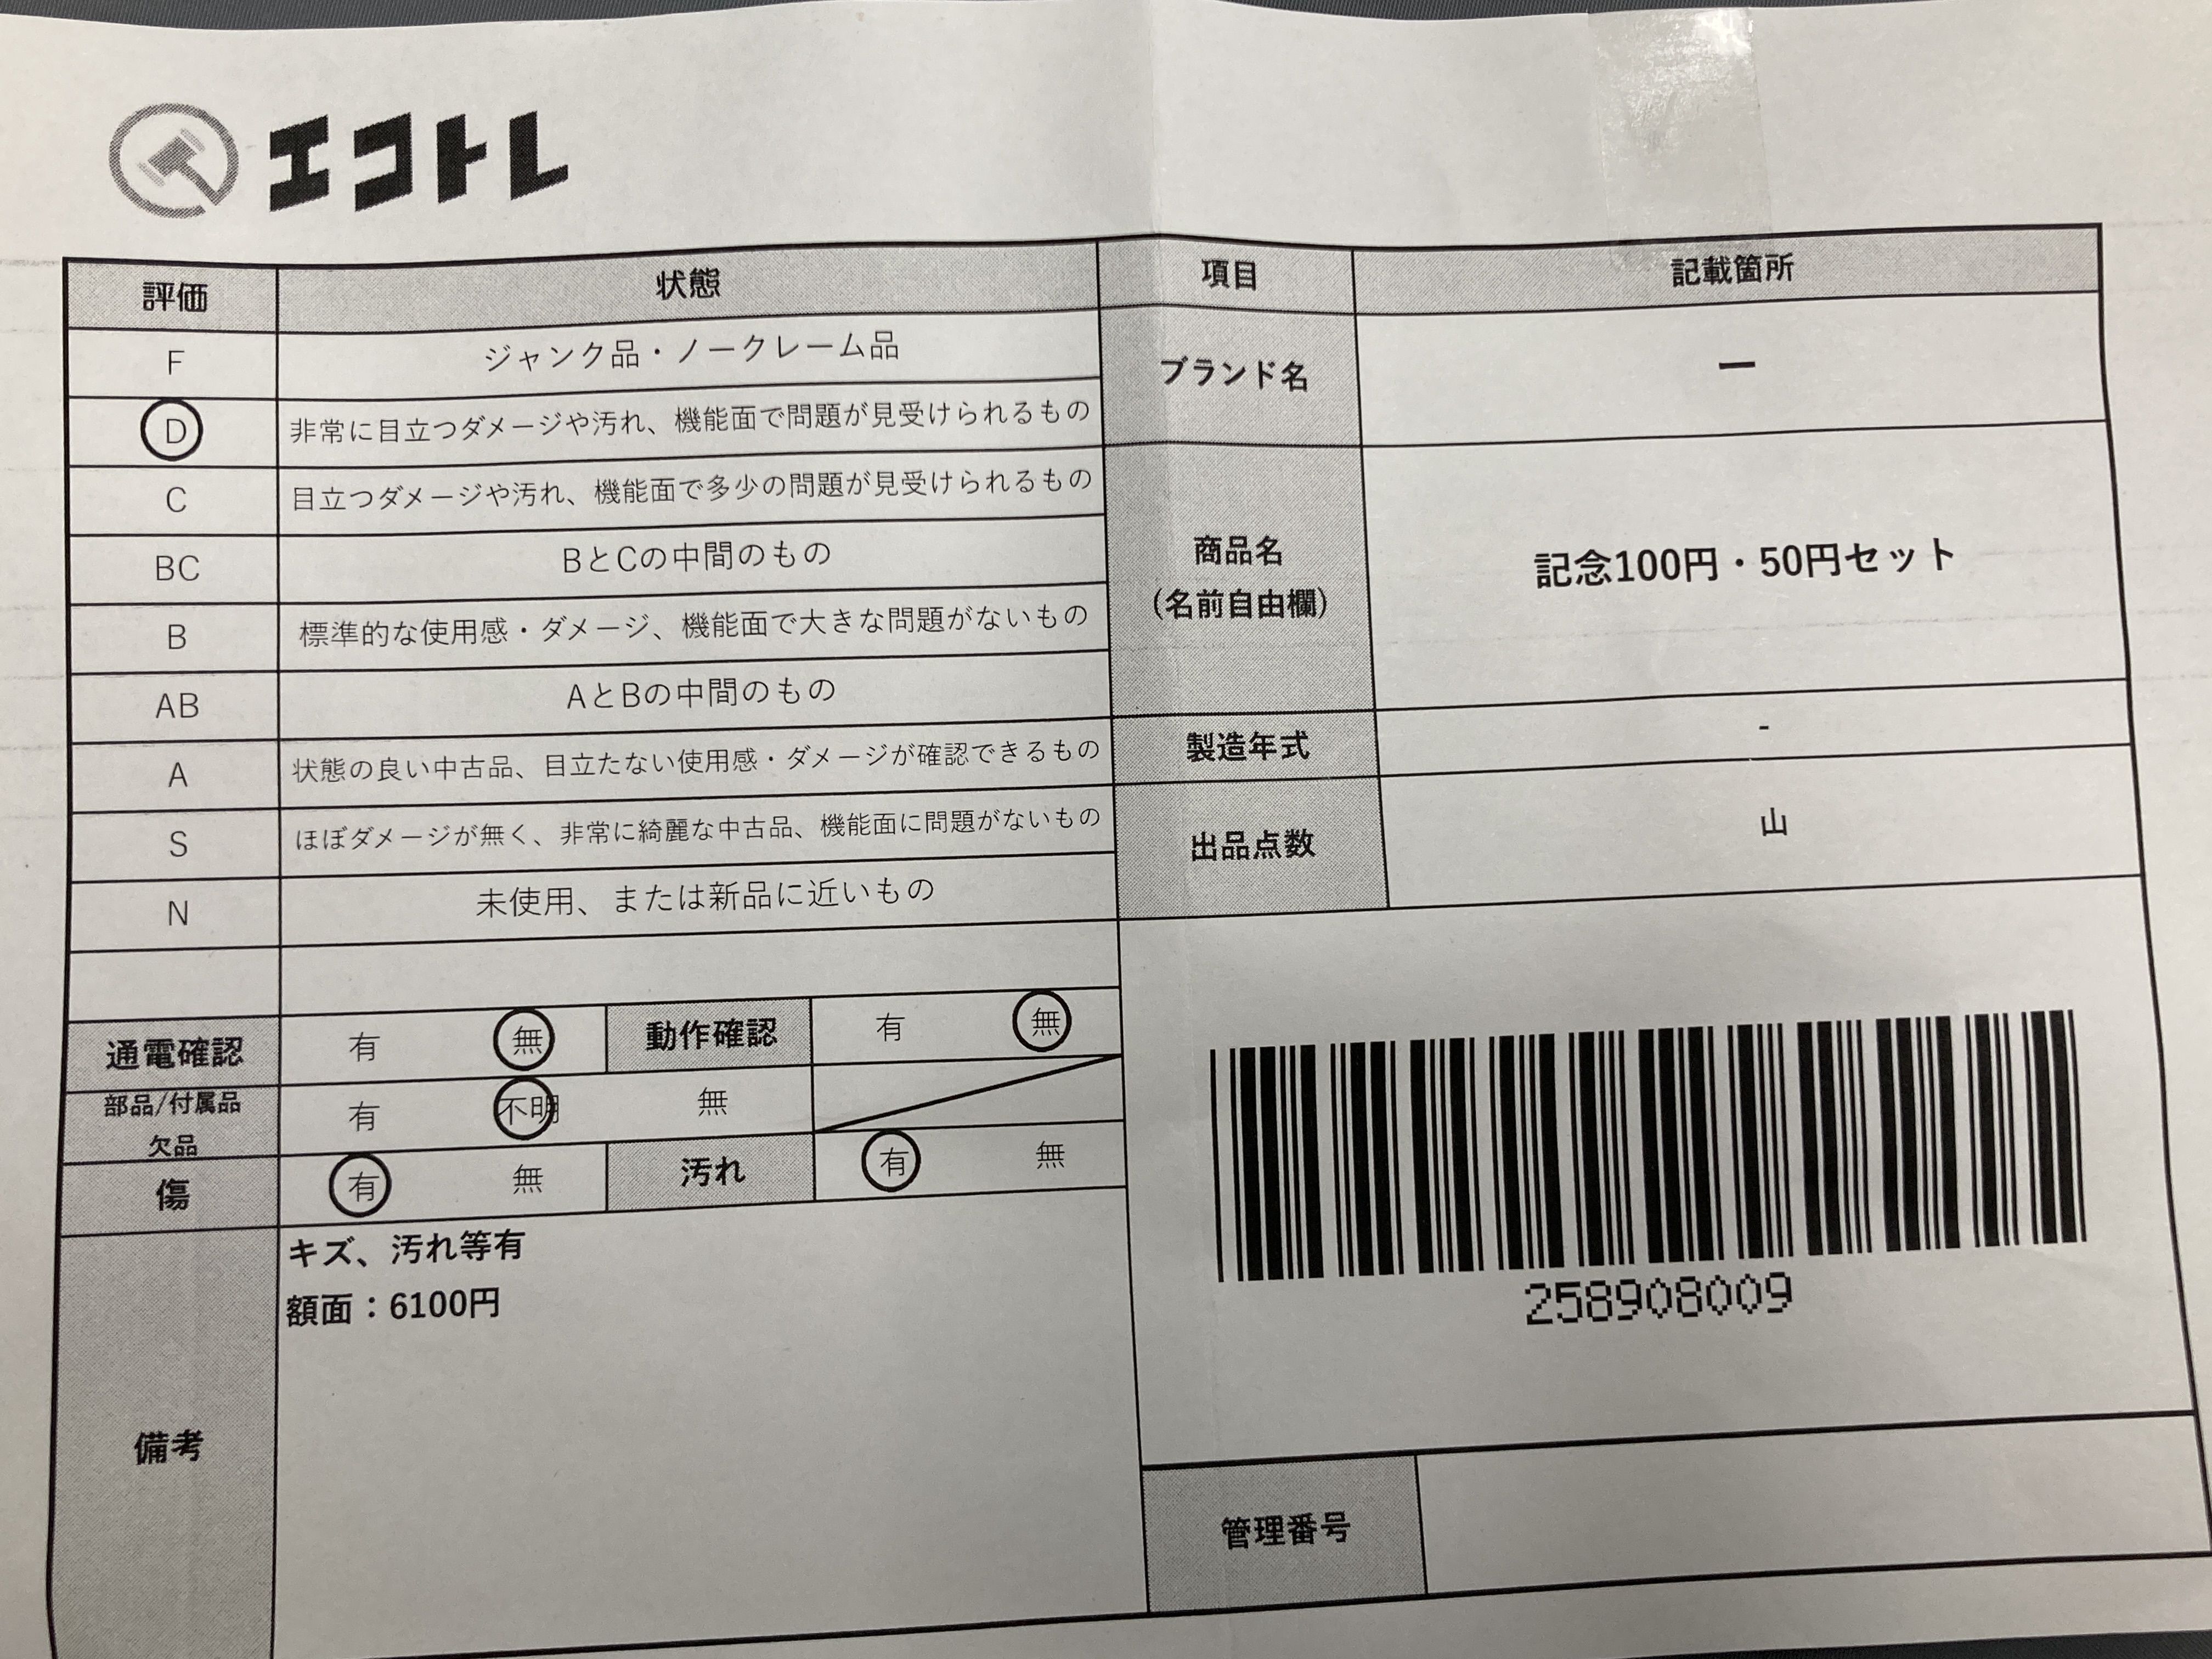 エコトレ
評価 状態 項目 記載箇所
F ジャンク品・ノークレーム品
D 非常に目立つダメージや汚れ、機能面で問題が見受けられるもの
C 目立つダメージや汚れ、機能面で多少の問題が見受けられるもの
BC BとCの中間のもの
B 標準的な使用感・ダメージ、機能面で大きな問題がないもの
AB AとBの中間のもの
A 状態の良い中古品、目立たない使用感・ダメージが確認できるもの
S ほぼダメージが無く、非常に綺麗な中古品、機能面に問題がないもの
N 未使用、または新品に近いもの
ブランド名 ー
商品名
(名前自由欄)
記念100円・50円セット
製造年式 -
出品点数 山
通電確認 有 無 動作確認 有 無
部品/付属品
欠品
有 不明 無
傷 有 無 汚れ 有 無
備考
キズ、汚れ等有
額面：6100円
258908009
管理番号